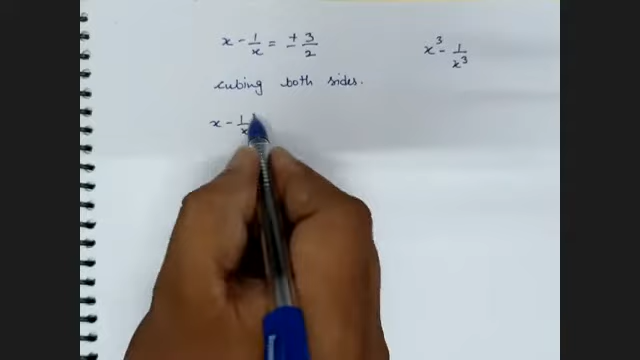 x - 1/x = ± 3/2
x³ - 1/x³
cubing both sides.
x - 1/x